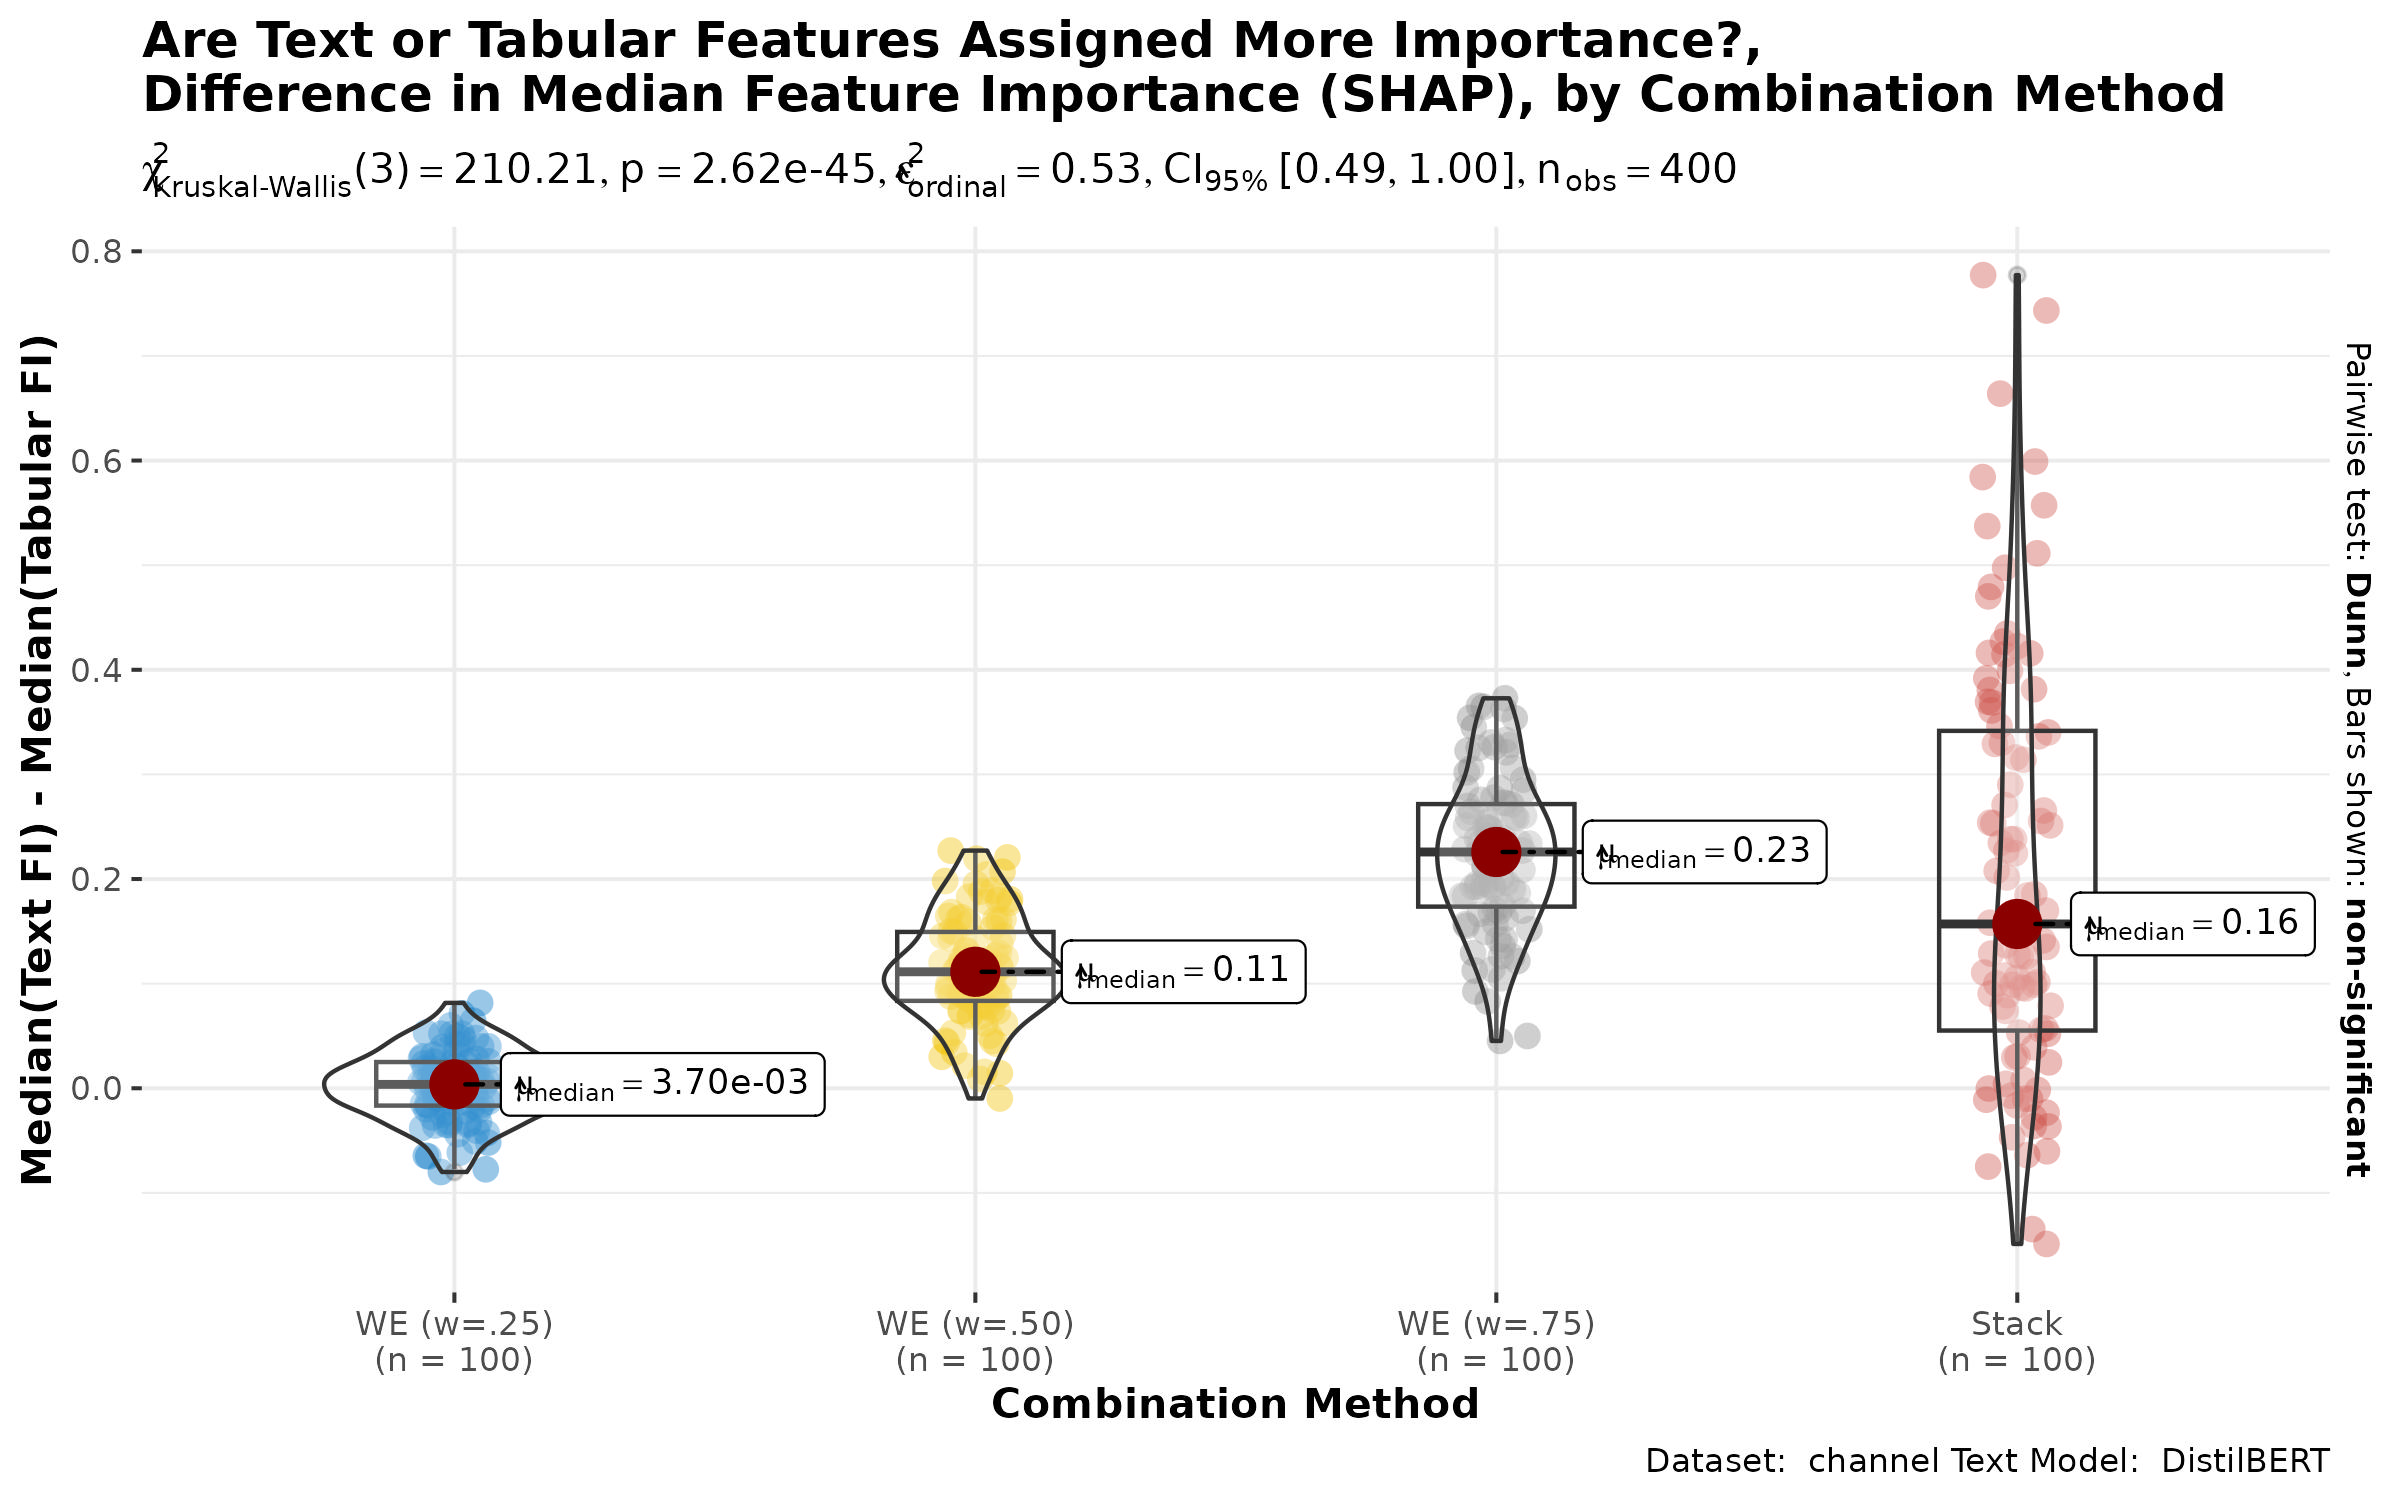 Are Text or Tabular Features Assigned More Importance?,
Difference in Median Feature Importance (SHAP), by Combination Method
χ²Kruskal-Wallis(3) = 210.21, p = 2.62e-45, ε̂²ordinal = 0.53, CI95% [0.49, 1.00], nobs = 400
Median(Text FI) - Median(Tabular FI)
0.8
0.6
0.4
0.2
0.0
μ̂median = 3.70e-03
μ̂median = 0.11
μ̂median = 0.23
μ̂median = 0.16
Pairwise test: Dunn, Bars shown: non-significant
WE (w=.25)
(n = 100)
WE (w=.50)
(n = 100)
WE (w=.75)
(n = 100)
Stack
(n = 100)
Combination Method
Dataset:  channel Text Model:  DistilBERT